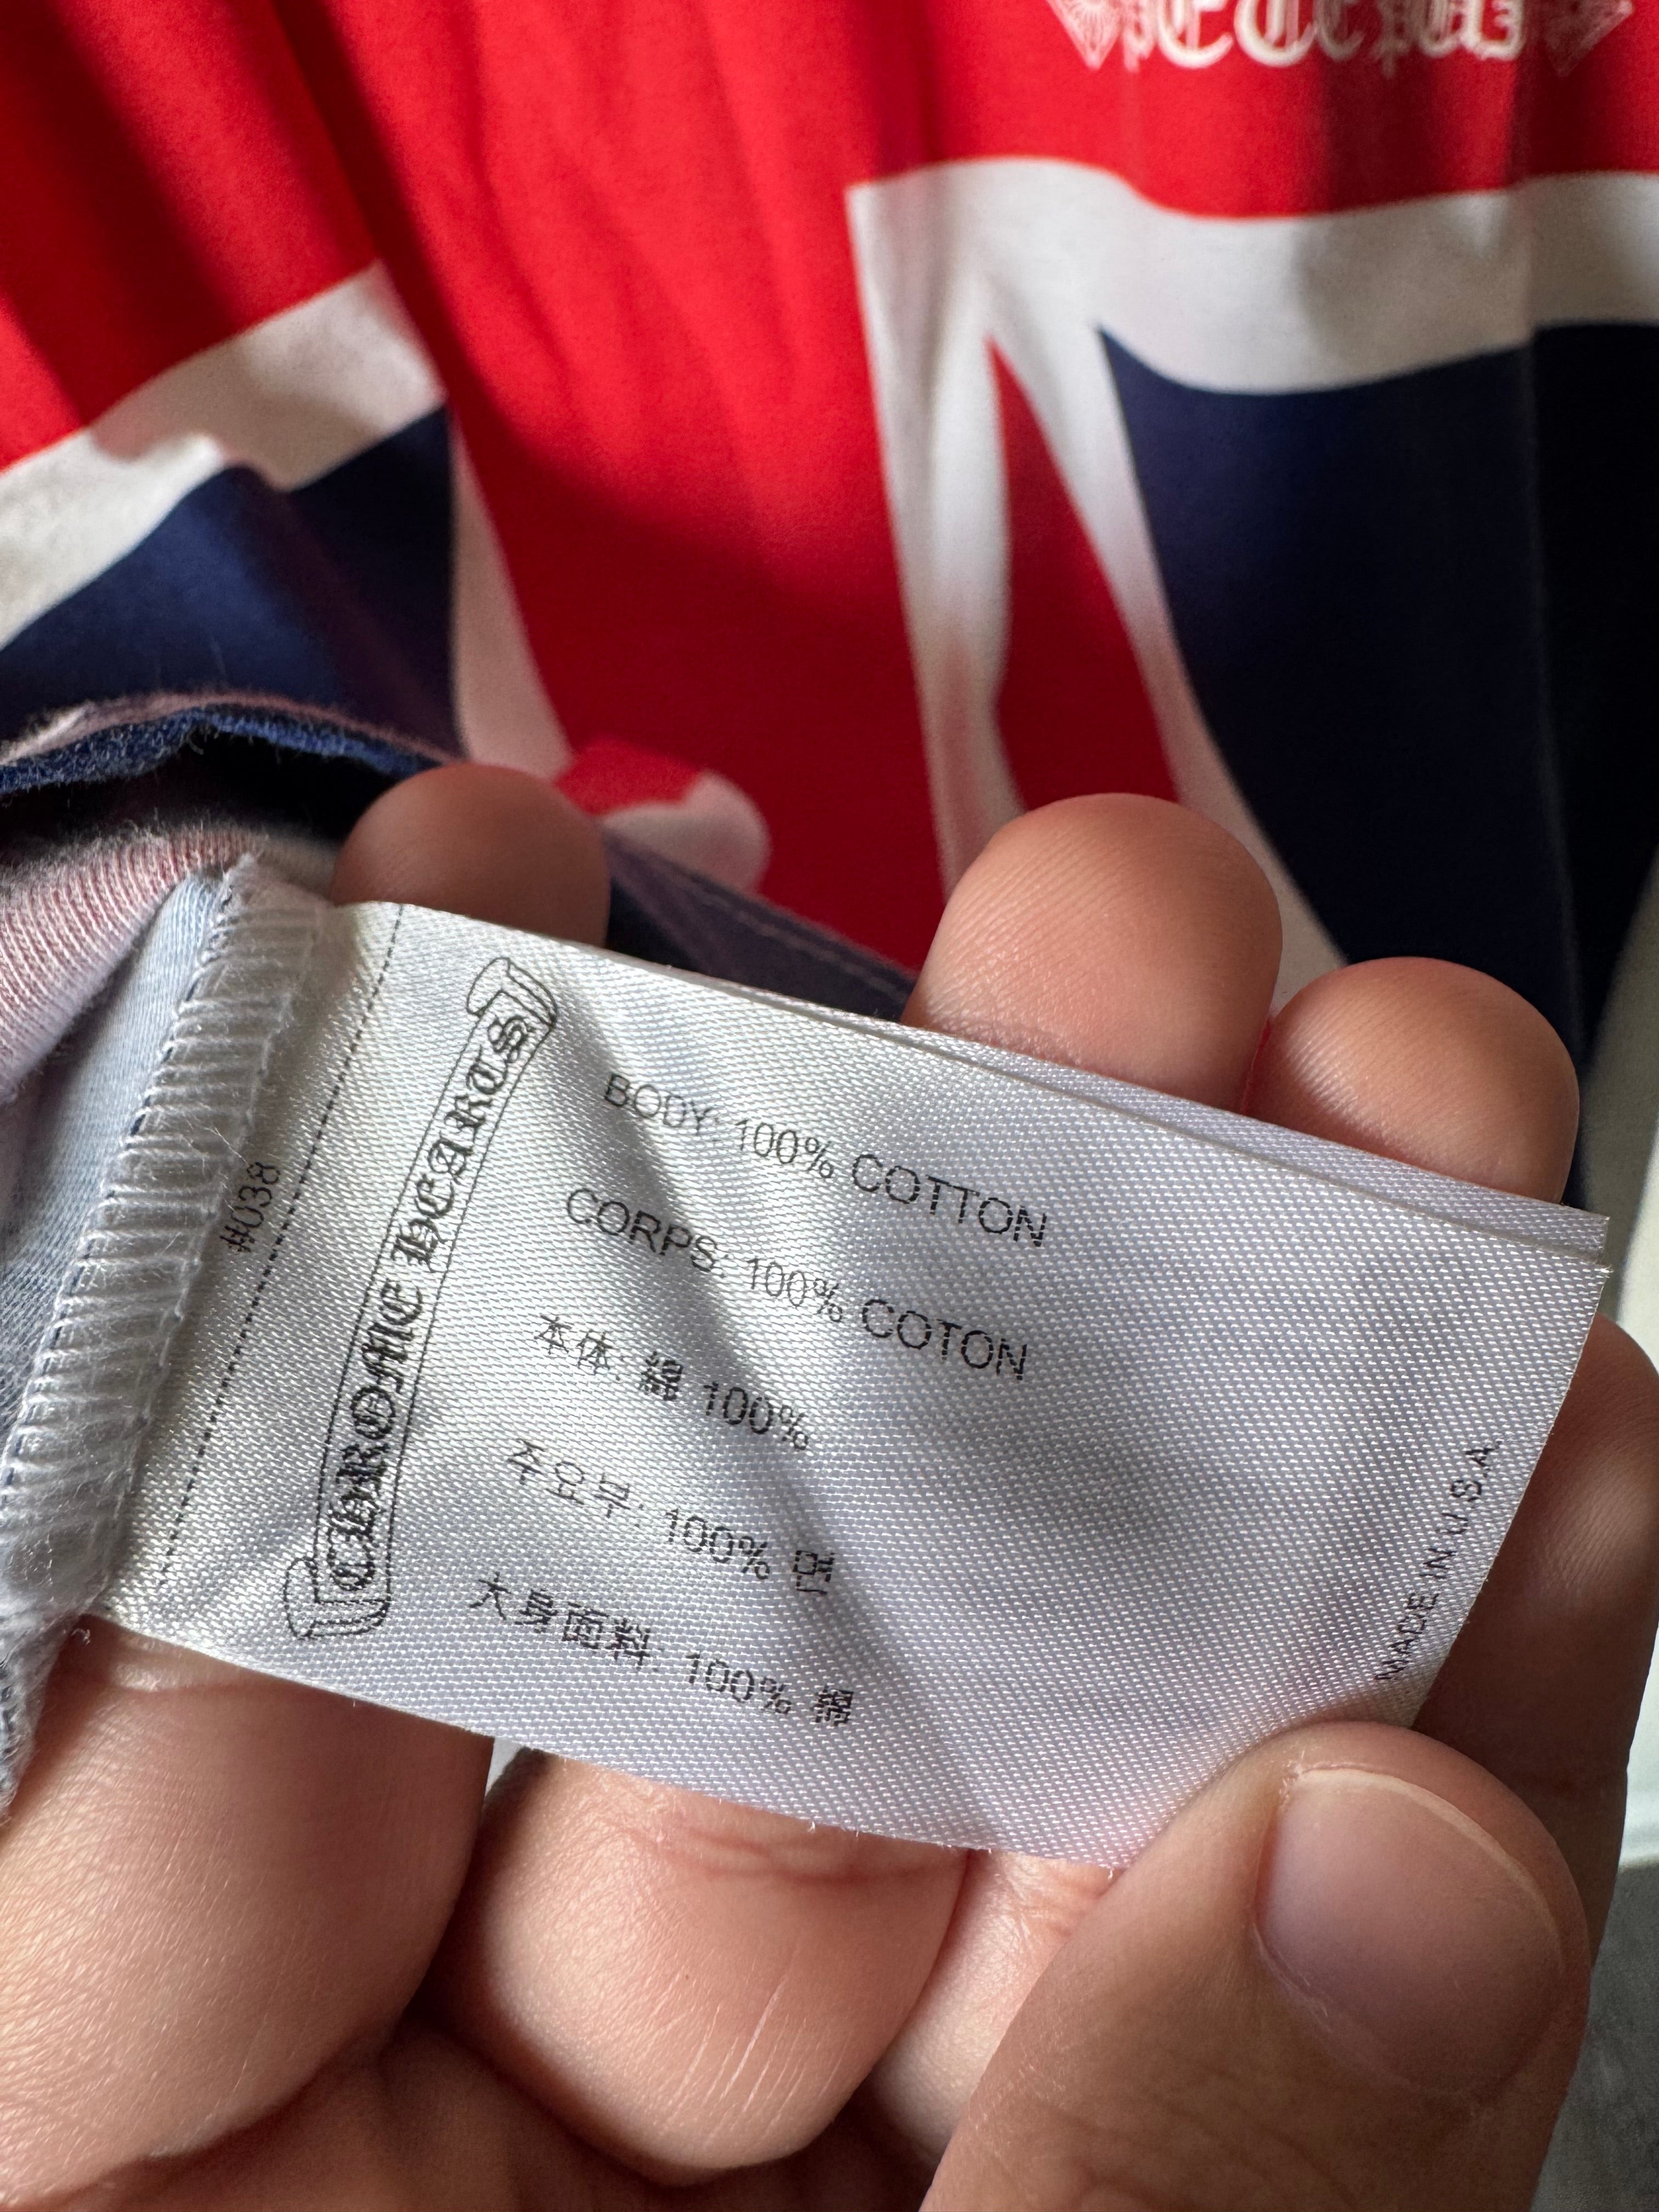 #038
CHROME HEARTS
BODY: 100% COTTON
CORPS: 100% COTON
本体: 綿 100%
주요부: 100% 면
大身面料: 100% 綿
MADE IN U.S.A.